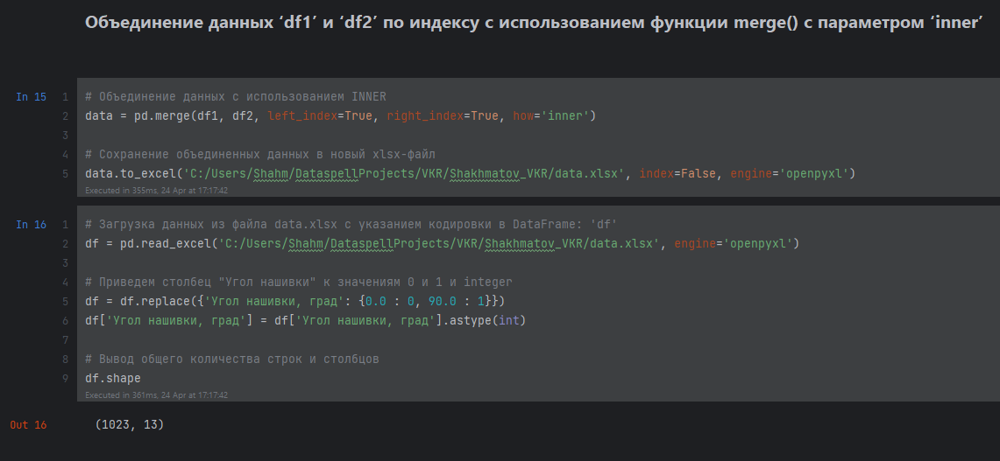 Объединение данных ‘df1’ и ‘df2’ по индексу с использованием функции merge() с параметром ‘inner’
In 15
1 # Объединение данных с использованием INNER
2 data = pd.merge(df1, df2, left_index=True, right_index=True, how='inner')
3
4 # Сохранение объединенных данных в новый xlsx-файл
5 data.to_excel('C:/Users/Shahm/DataspellProjects/VKR/Shakhmatov_VKR/data.xlsx', index=False, engine='openpyxl')
Executed in 355ms, 24 Apr at 17:17:42
In 16
1 # Загрузка данных из файла data.xlsx с указанием кодировки в DataFrame: 'df'
2 df = pd.read_excel('C:/Users/Shahm/DataspellProjects/VKR/Shakhmatov_VKR/data.xlsx', engine='openpyxl')
3
4 # Приведем столбец "Угол нашивки" к значениям 0 и 1 и integer
5 df = df.replace({'Угол нашивки, град': {0.0 : 0, 90.0 : 1}})
6 df['Угол нашивки, град'] = df['Угол нашивки, град'].astype(int)
7
8 # Вывод общего количества строк и столбцов
9 df.shape
Executed in 361ms, 24 Apr at 17:17:42
Out 16
(1023, 13)